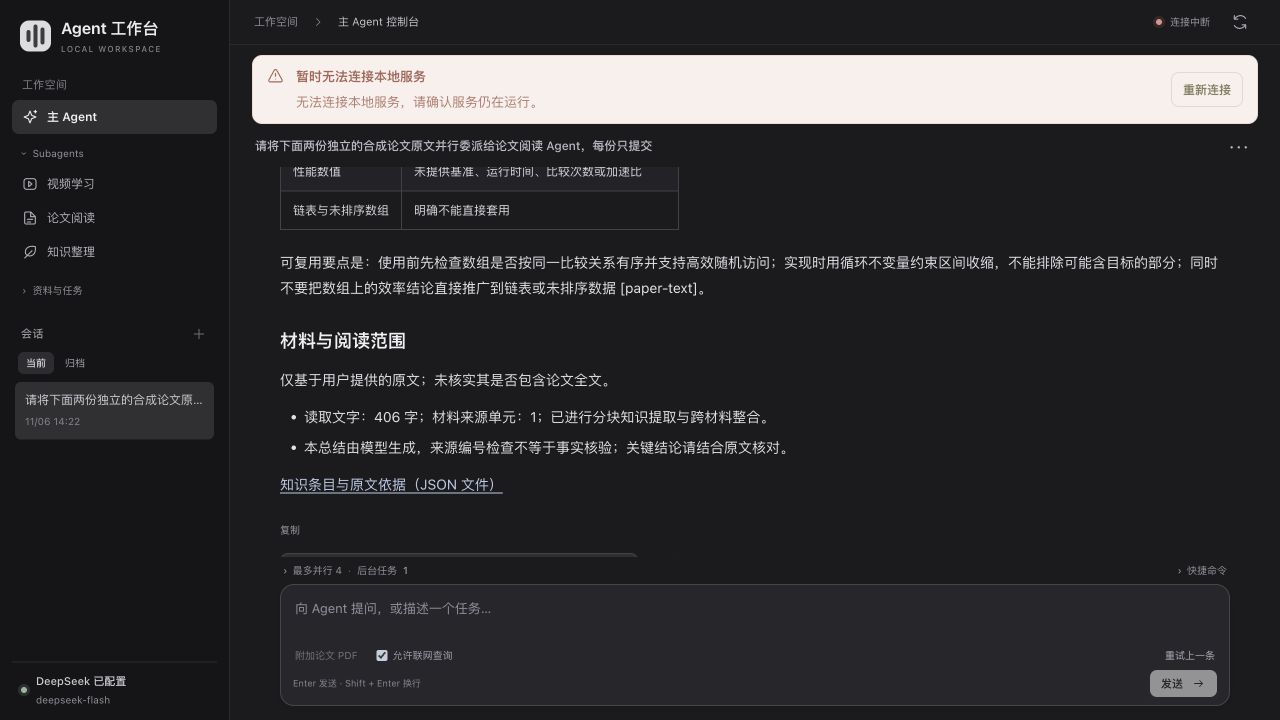 Agent 工作台
LOCAL WORKSPACE
工作空间
主 Agent
Subagents
视频学习
论文阅读
知识整理
资料与任务
会话
当前
归档
请将下面两份独立的合成论文原...
11/06 14:22
DeepSeek 已配置
deepseek-flash
工作空间
主 Agent 控制台
连接中断
暂时无法连接本地服务
无法连接本地服务，请确认服务仍在运行。
重新连接
请将下面两份独立的合成论文原文并行委派给论文阅读 Agent，每份只提交
性能数值
未提供基准、运行时间、比较次数或加速比
链表与未排序数组
明确不能直接套用
可复用要点是：使用前先检查数组是否按同一比较关系有序并支持高效随机访问；实现时用循环不变量约束区间收缩，不能排除可能含目标的部分；同时
不要把数组上的效率结论直接推广到链表或未排序数据 [paper-text]。
材料与阅读范围
仅基于用户提供的原文；未核实其是否包含论文全文。
• 读取文字：406 字；材料来源单元：1；已进行分块知识提取与跨材料整合。
• 本总结由模型生成，来源编号检查不等于事实核验；关键结论请结合原文核对。
知识条目与原文依据（JSON 文件）
复制
最多并行 4 · 后台任务 1
快捷命令
向 Agent 提问，或描述一个任务...
附加论文 PDF
允许联网查询
重试上一条
Enter 发送 · Shift + Enter 换行
发送 →